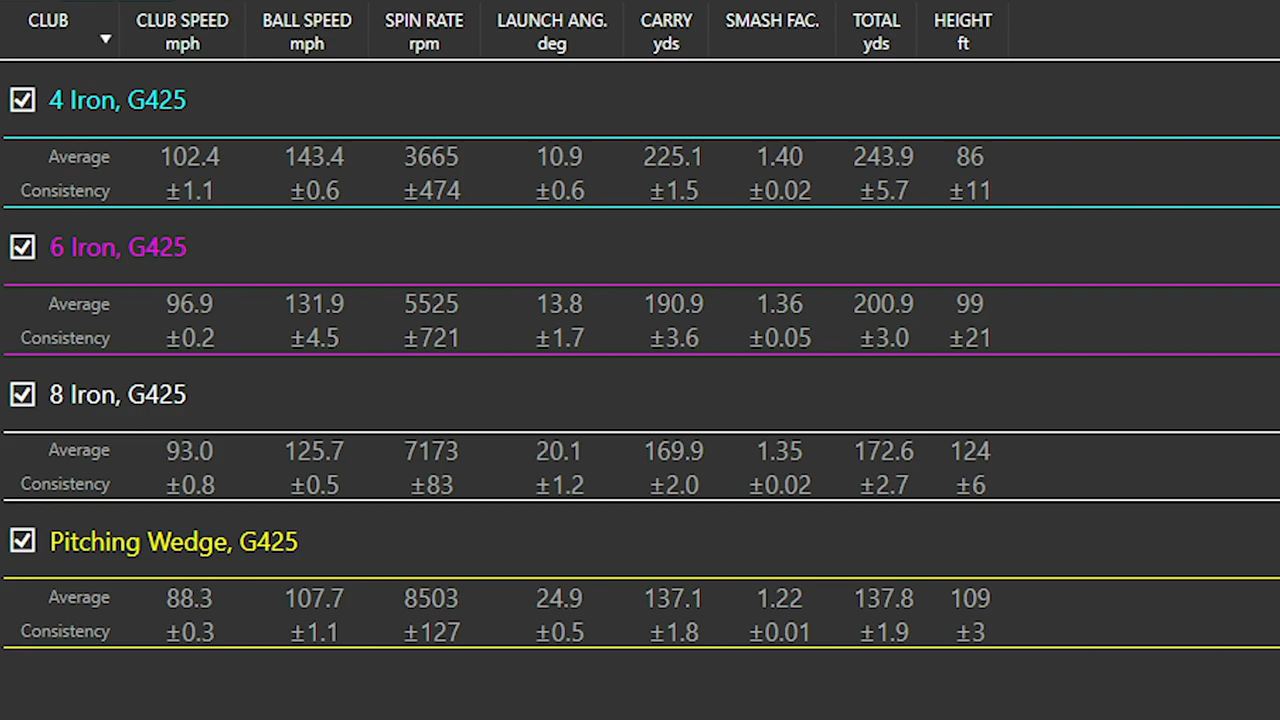 CLUB CLUB SPEED BALL SPEED SPIN RATE LAUNCH ANG. CARRY SMASH FAC. TOTAL HEIGHT
mph mph rpm deg yds yds ft
4 Iron, G425
Average 102.4 143.4 3665 10.9 225.1 1.40 243.9 86
Consistency ±1.1 ±0.6 ±474 ±0.6 ±1.5 ±0.02 ±5.7 ±11
6 Iron, G425
Average 96.9 131.9 5525 13.8 190.9 1.36 200.9 99
Consistency ±0.2 ±4.5 ±721 ±1.7 ±3.6 ±0.05 ±3.0 ±21
8 Iron, G425
Average 93.0 125.7 7173 20.1 169.9 1.35 172.6 124
Consistency ±0.8 ±0.5 ±83 ±1.2 ±2.0 ±0.02 ±2.7 ±6
Pitching Wedge, G425
Average 88.3 107.7 8503 24.9 137.1 1.22 137.8 109
Consistency ±0.3 ±1.1 ±127 ±0.5 ±1.8 ±0.01 ±1.9 ±3